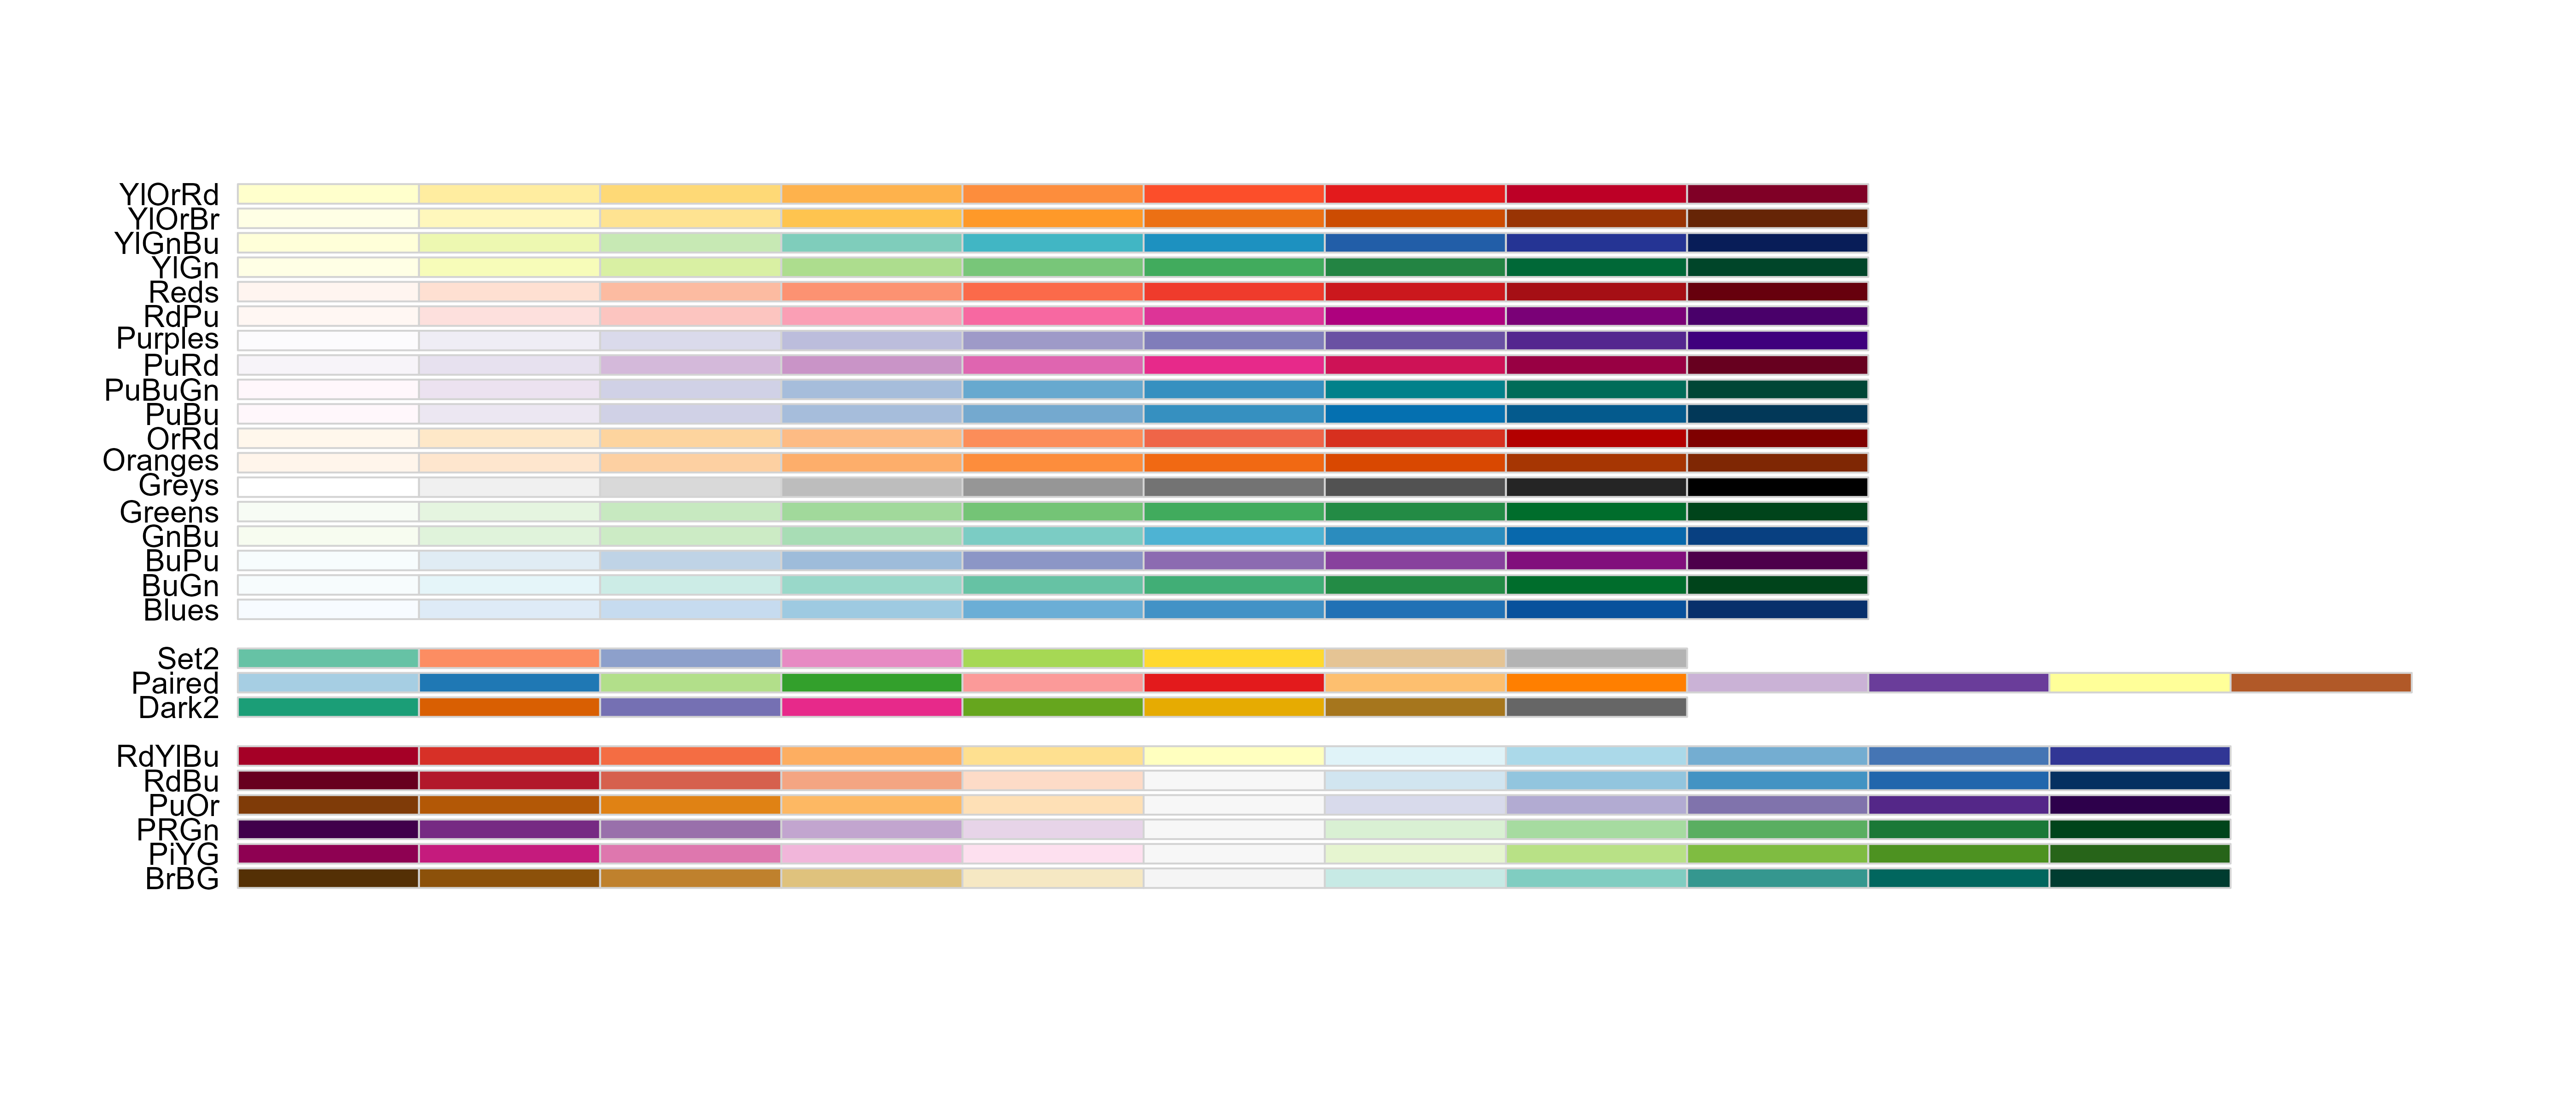 YlOrRd
YlOrBr
YlGnBu
YlGn
Reds
RdPu
Purples
PuRd
PuBuGn
PuBu
OrRd
Oranges
Greys
Greens
GnBu
BuPu
BuGn
Blues
Set2
Paired
Dark2
RdYlBu
RdBu
PuOr
PRGn
PiYG
BrBG